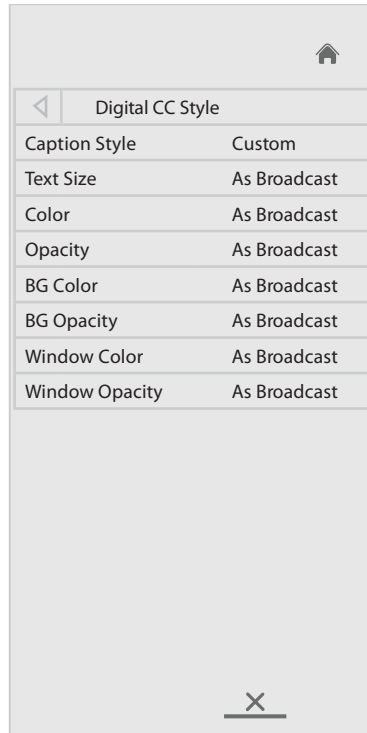 Digital CC Style
Caption Style Custom
Text Size As Broadcast
Color As Broadcast
Opacity As Broadcast
BG Color As Broadcast
BG Opacity As Broadcast
Window Color As Broadcast
Window Opacity As Broadcast